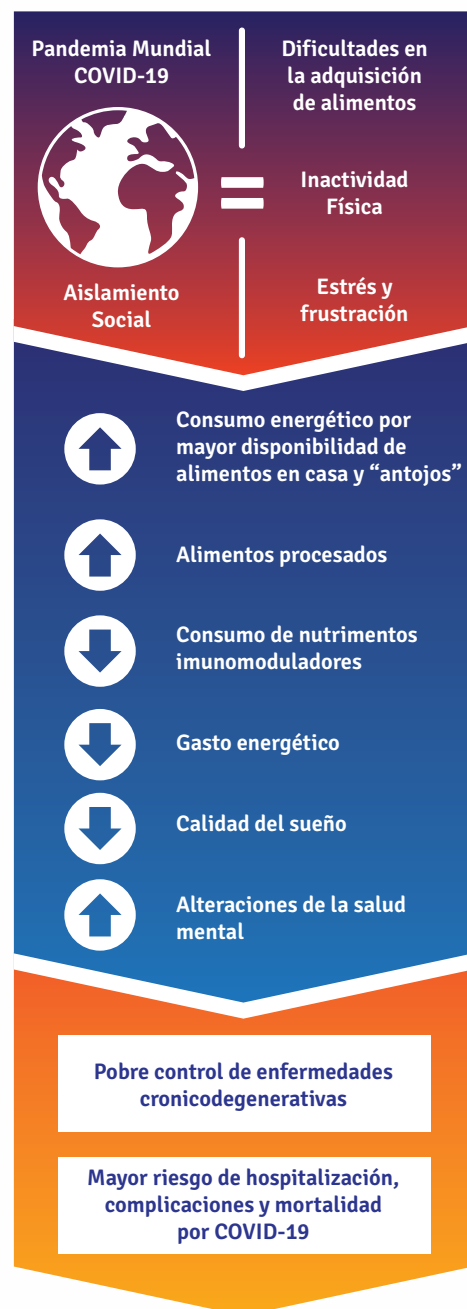 Pandemia Mundial
COVID-19
Aislamiento
Social
=
Dificultades en
la adquisición
de alimentos
Inactividad
Física
Estrés y
frustración
Consumo energético por
mayor disponibilidad de
alimentos en casa y “antojos”
Alimentos procesados
Consumo de nutrimentos
imunomoduladores
Gasto energético
Calidad del sueño
Alteraciones de la salud
mental
Pobre control de enfermedades
cronicodegenerativas
Mayor riesgo de hospitalización,
complicaciones y mortalidad
por COVID-19